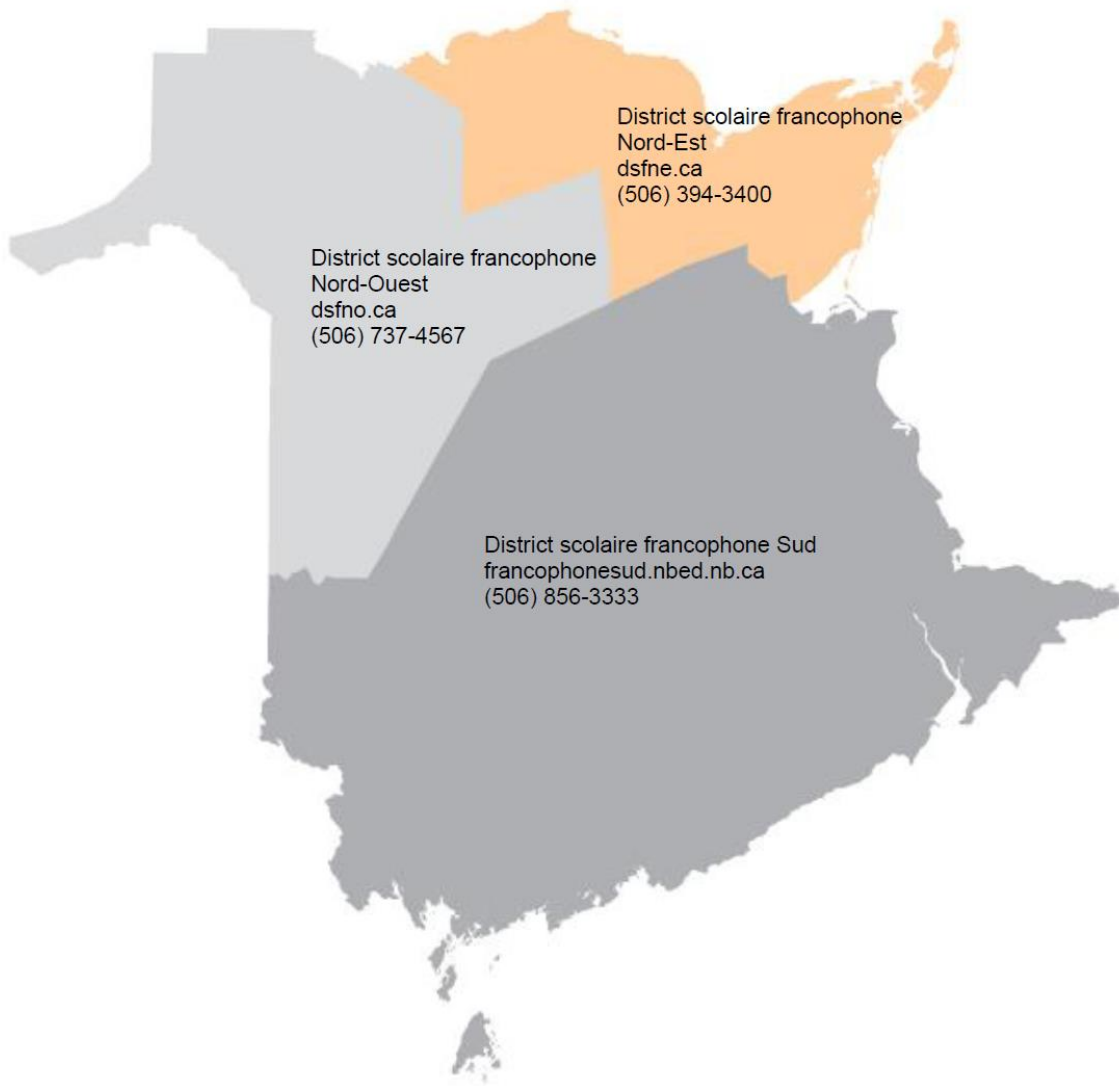 District scolaire francophone
Nord-Est
dsfne.ca
(506) 394-3400
District scolaire francophone
Nord-Ouest
dsfno.ca
(506) 737-4567
District scolaire francophone Sud
francophonesud.nbed.nb.ca
(506) 856-3333